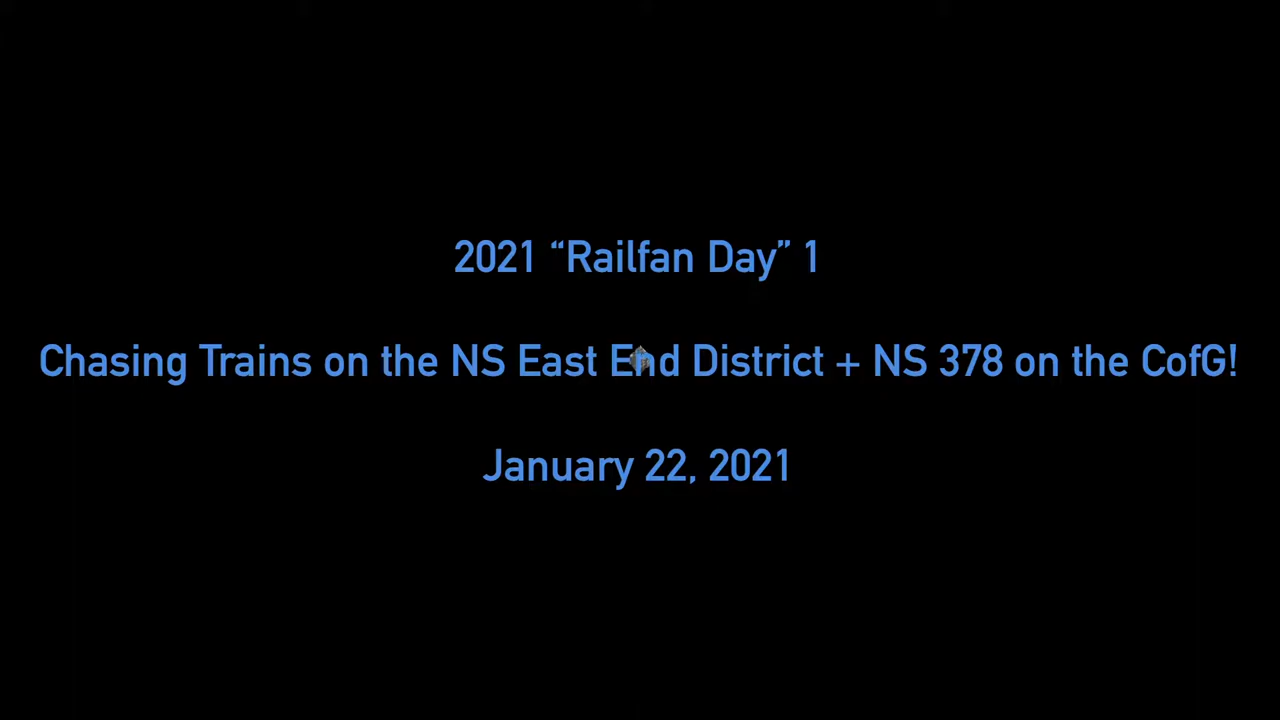 2021 “Railfan Day” 1
Chasing Trains on the NS East End District + NS 378 on the CofG!
January 22, 2021